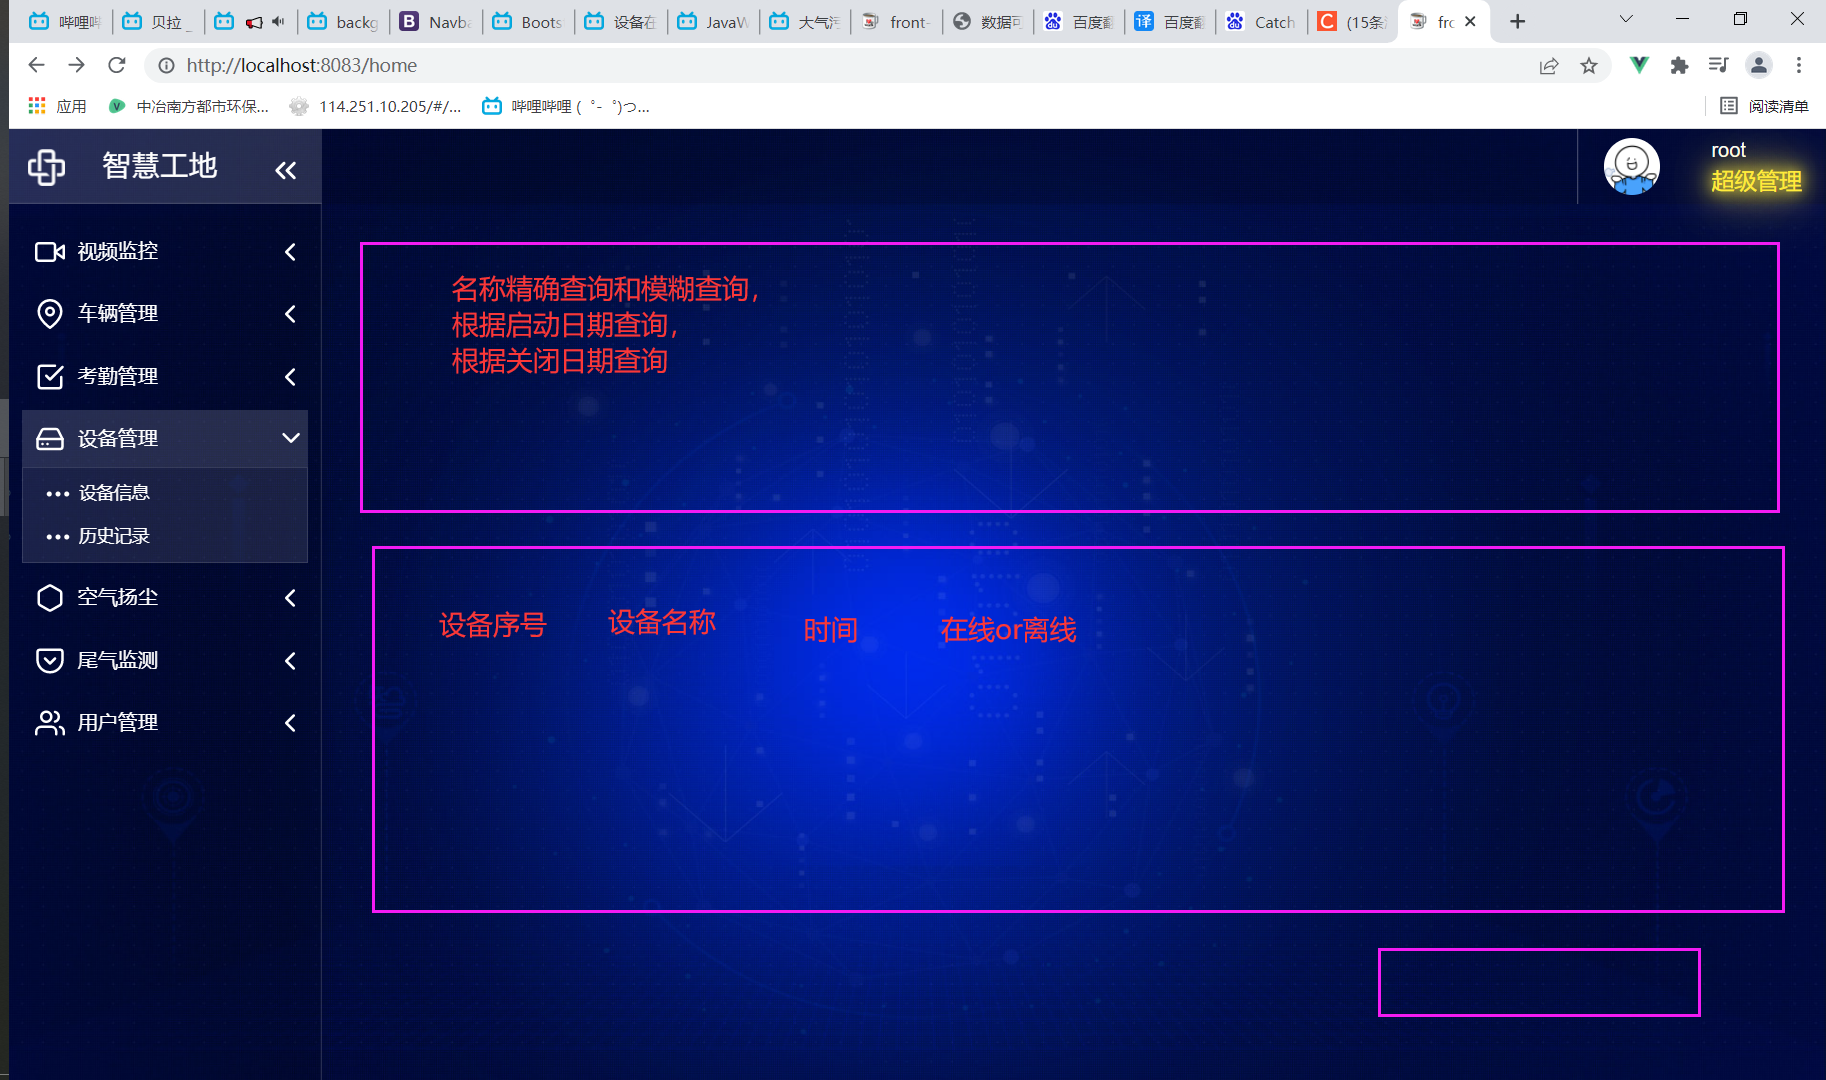 哔哩哔
贝拉_
backg
Navba
Boots
设备在
JavaW
大气污
front-
数据可
百度翻
百度翻
Catch
(15条
fro
http://localhost:8083/home
应用
中冶南方都市环保...
114.251.10.205/#/...
哔哩哔哩 (゜-゜)つ...
阅读清单
智慧工地
root
超级管理
视频监控
车辆管理
考勤管理
设备管理
设备信息
历史记录
空气扬尘
尾气监测
用户管理
名称精确查询和模糊查询，
根据启动日期查询，
根据关闭日期查询
设备序号
设备名称
时间
在线or离线